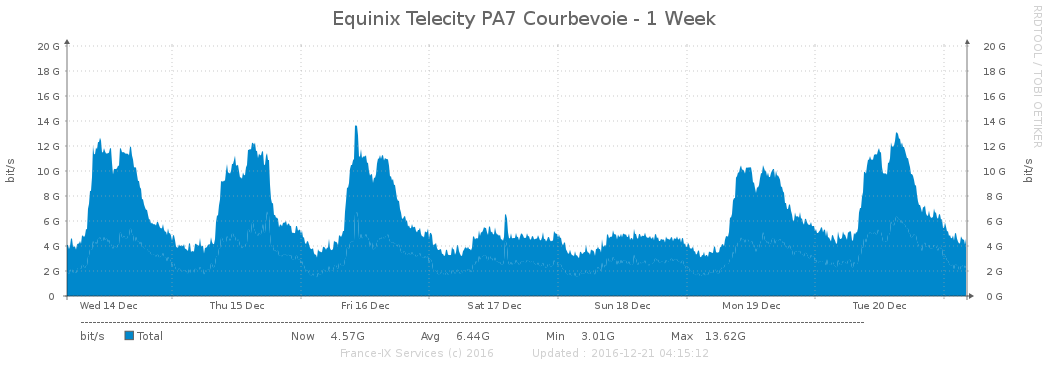 Equinix Telecity PA7 Courbevoie - 1 Week
RRDTOOL / TOBI OETIKER
bit/s
20 G 20 G
18 G 18 G
16 G 16 G
14 G 14 G
12 G 12 G
10 G 10 G
8 G 8 G
6 G 6 G
4 G 4 G
2 G 2 G
0 0 G
bit/s
Wed 14 Dec Thu 15 Dec Fri 16 Dec Sat 17 Dec Sun 18 Dec Mon 19 Dec Tue 20 Dec
bit/s Total Now 4.57G Avg 6.44G Min 3.01G Max 13.62G
France-IX Services (c) 2016 Updated : 2016-12-21 04:15:12